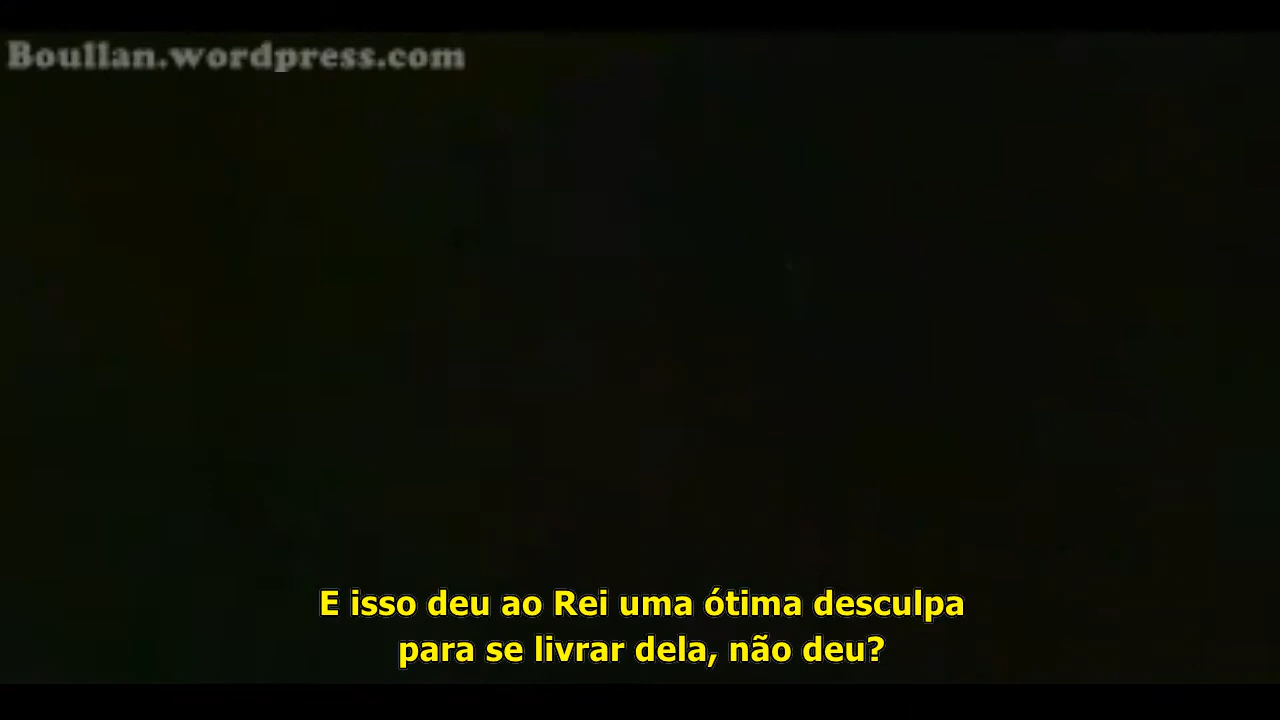 Boullan.wordpress.com
E isso deu ao Rei uma ótima desculpa
para se livrar dela, não deu?